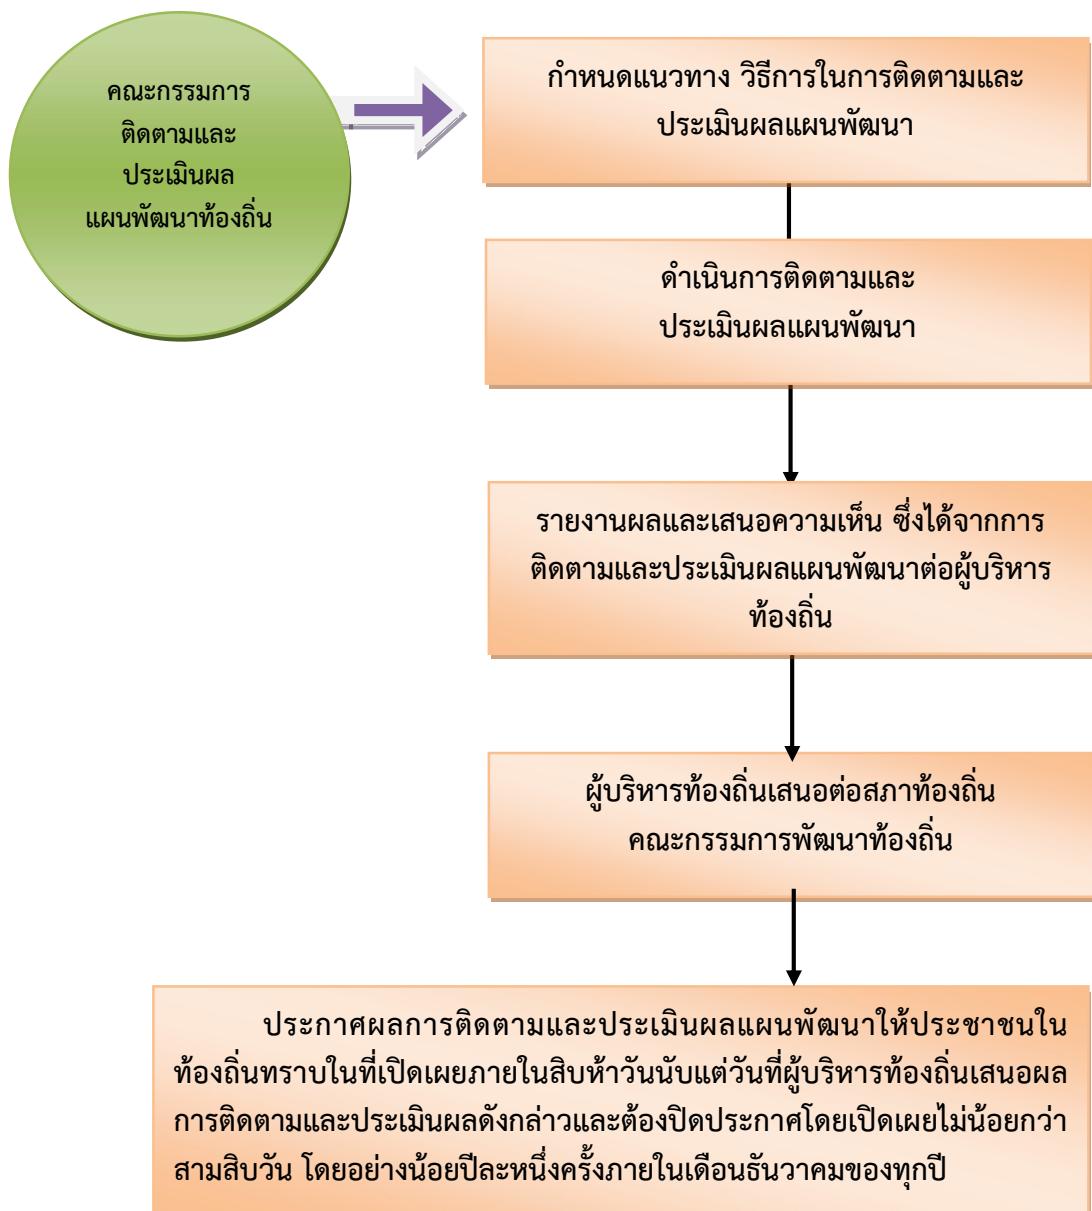 คณะกรรมการ
ติดตามและ
ประเมินผล
แผนพัฒนาท้องถิ่น
กำหนดแนวทาง วิธีการในการติดตามและ
ประเมินผลแผนพัฒนา
ดำเนินการติดตามและ
ประเมินผลแผนพัฒนา
รายงานผลและเสนอความเห็น ซึ่งได้จากการ
ติดตามและประเมินผลแผนพัฒนาต่อผู้บริหาร
ท้องถิ่น
ผู้บริหารท้องถิ่นเสนอต่อสภาท้องถิ่น
คณะกรรมการพัฒนาท้องถิ่น
ประกาศผลการติดตามและประเมินผลแผนพัฒนาให้ประชาชนใน
ท้องถิ่นทราบในที่เปิดเผยภายในสิบห้าวันนับแต่วันที่ผู้บริหารท้องถิ่นเสนอผล
การติดตามและประเมินผลดังกล่าวและต้องปิดประกาศโดยเปิดเผยไม่น้อยกว่า
สามสิบวัน โดยอย่างน้อยปีละหนึ่งครั้งภายในเดือนธันวาคมของทุกปี